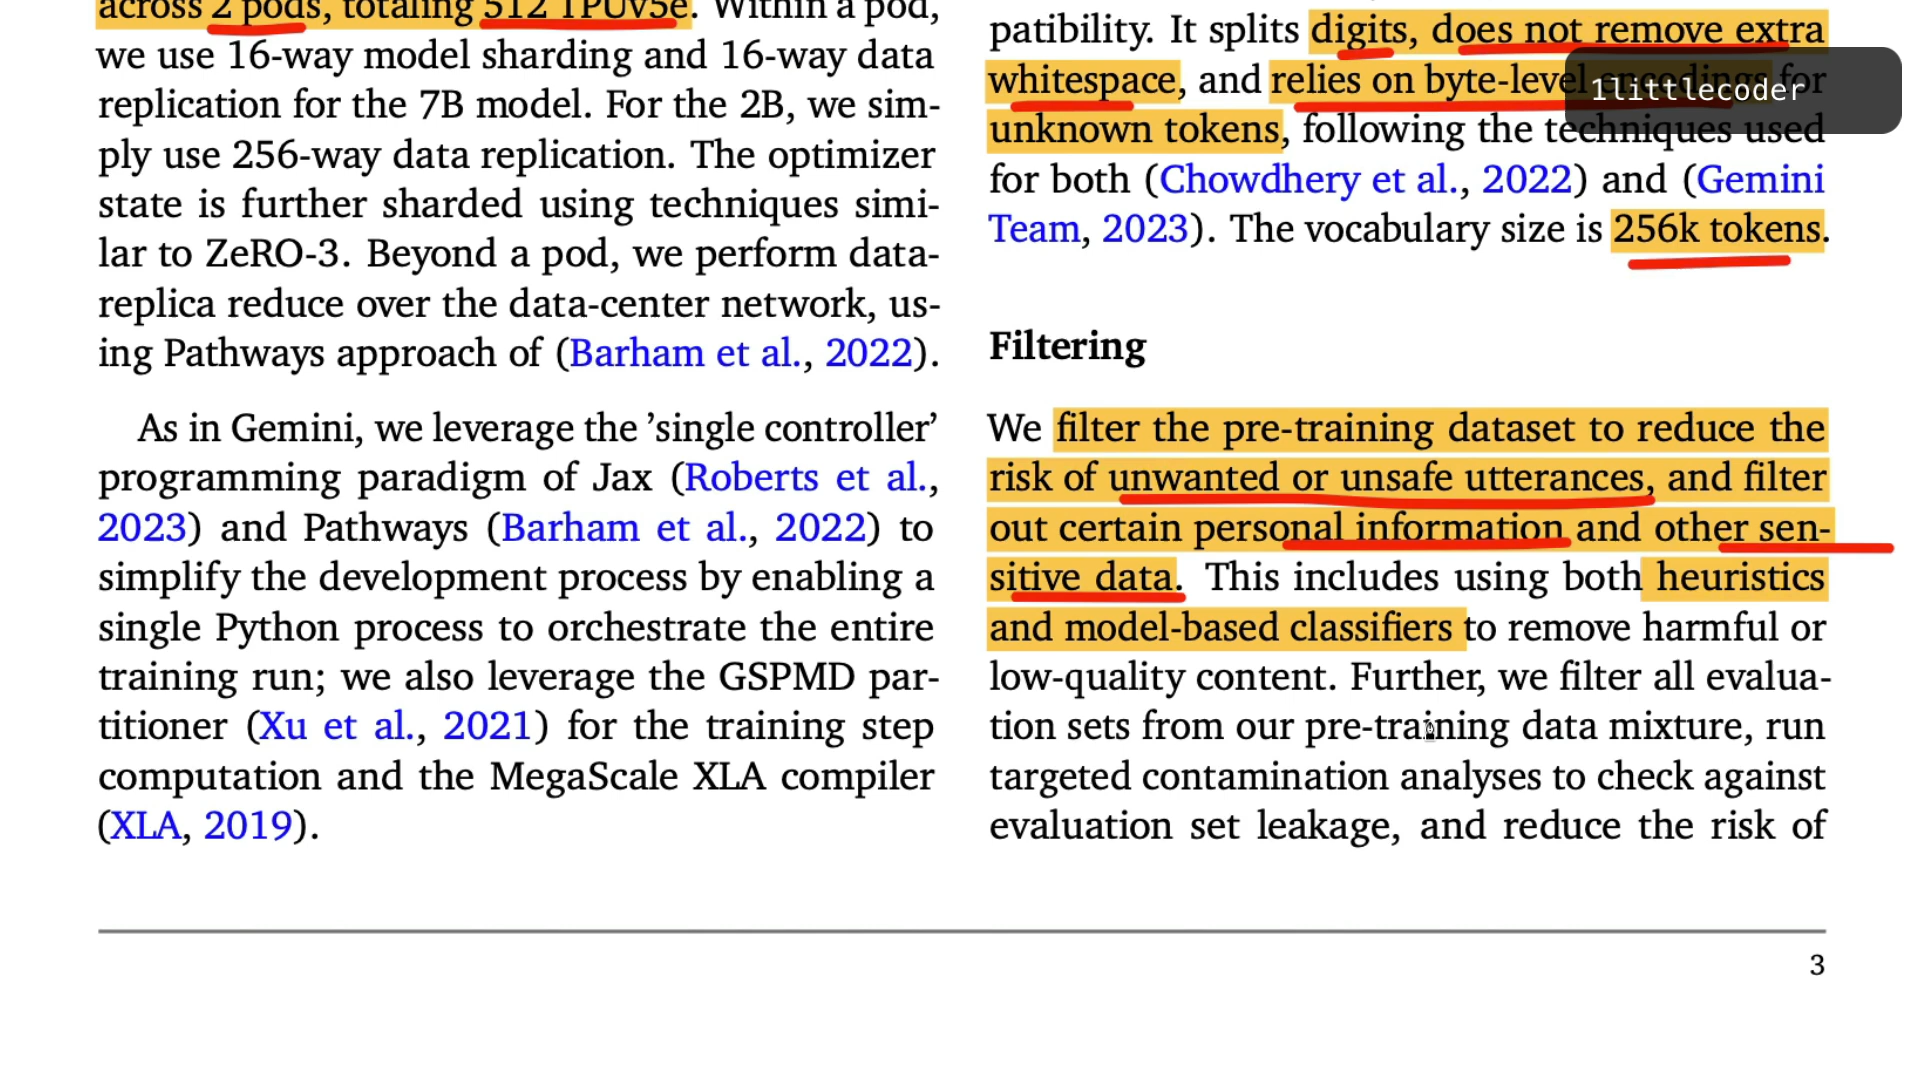 across 2 pods, totaling 512 TPUv5e. Within a pod,
we use 16-way model sharding and 16-way data
replication for the 7B model. For the 2B, we sim-
ply use 256-way data replication. The optimizer
state is further sharded using techniques simi-
lar to ZeRO-3. Beyond a pod, we perform data-
replica reduce over the data-center network, us-
ing Pathways approach of (Barham et al., 2022).
As in Gemini, we leverage the ’single controller’
programming paradigm of Jax (Roberts et al.,
2023) and Pathways (Barham et al., 2022) to
simplify the development process by enabling a
single Python process to orchestrate the entire
training run; we also leverage the GSPMD par-
titioner (Xu et al., 2021) for the training step
computation and the MegaScale XLA compiler
(XLA, 2019).
patibility. It splits digits, does not remove extra
whitespace, and relies on byte-level encodings for
unknown tokens, following the techniques used
for both (Chowdhery et al., 2022) and (Gemini
Team, 2023). The vocabulary size is 256k tokens.
Filtering
We filter the pre-training dataset to reduce the
risk of unwanted or unsafe utterances, and filter
out certain personal information and other sen-
sitive data. This includes using both heuristics
and model-based classifiers to remove harmful or
low-quality content. Further, we filter all evalua-
tion sets from our pre-training data mixture, run
targeted contamination analyses to check against
evaluation set leakage, and reduce the risk of
3
1littlecoder